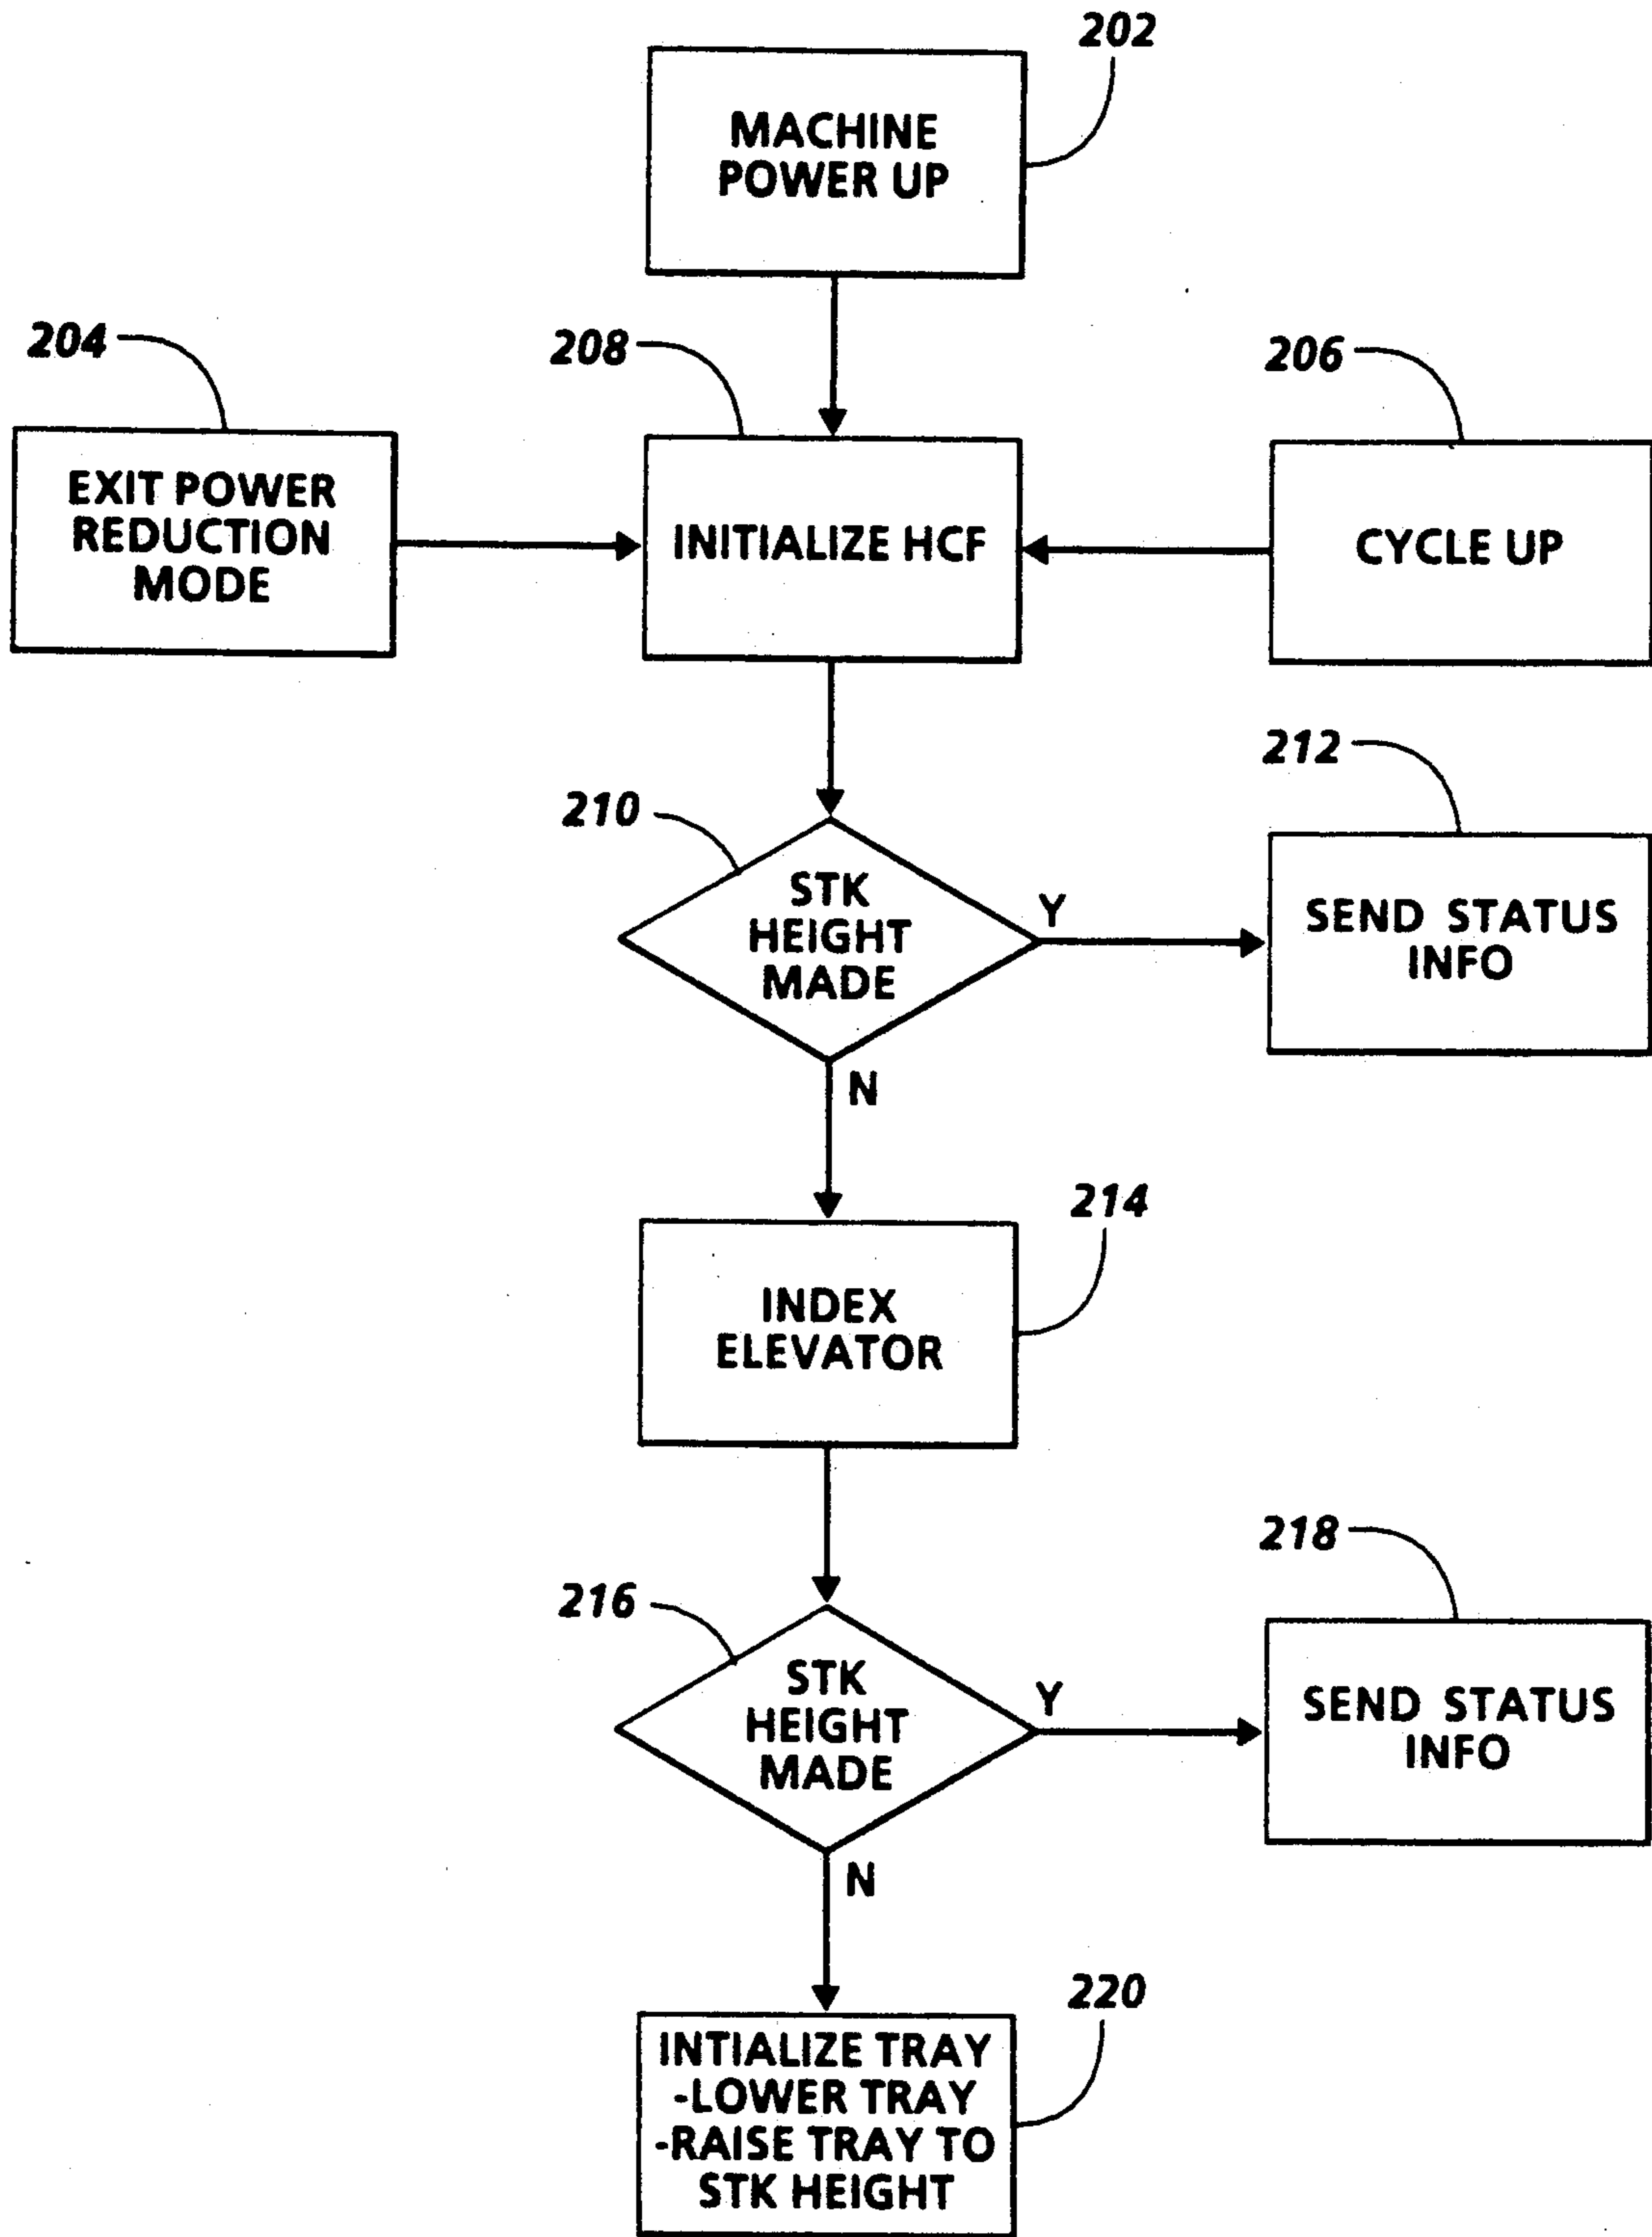 202
MACHINE
POWER UP
204
208
206
EXIT POWER
REDUCTION
MODE
INITIALIZE HCF
CYCLE UP
212
210
STK
HEIGHT
MADE
Y
SEND STATUS
INFO
N
214
INDEX
ELEVATOR
218
216
STK
HEIGHT
MADE
Y
SEND STATUS
INFO
N
220
INTIALIZE TRAY
-LOWER TRAY
-RAISE TRAY TO
STK HEIGHT